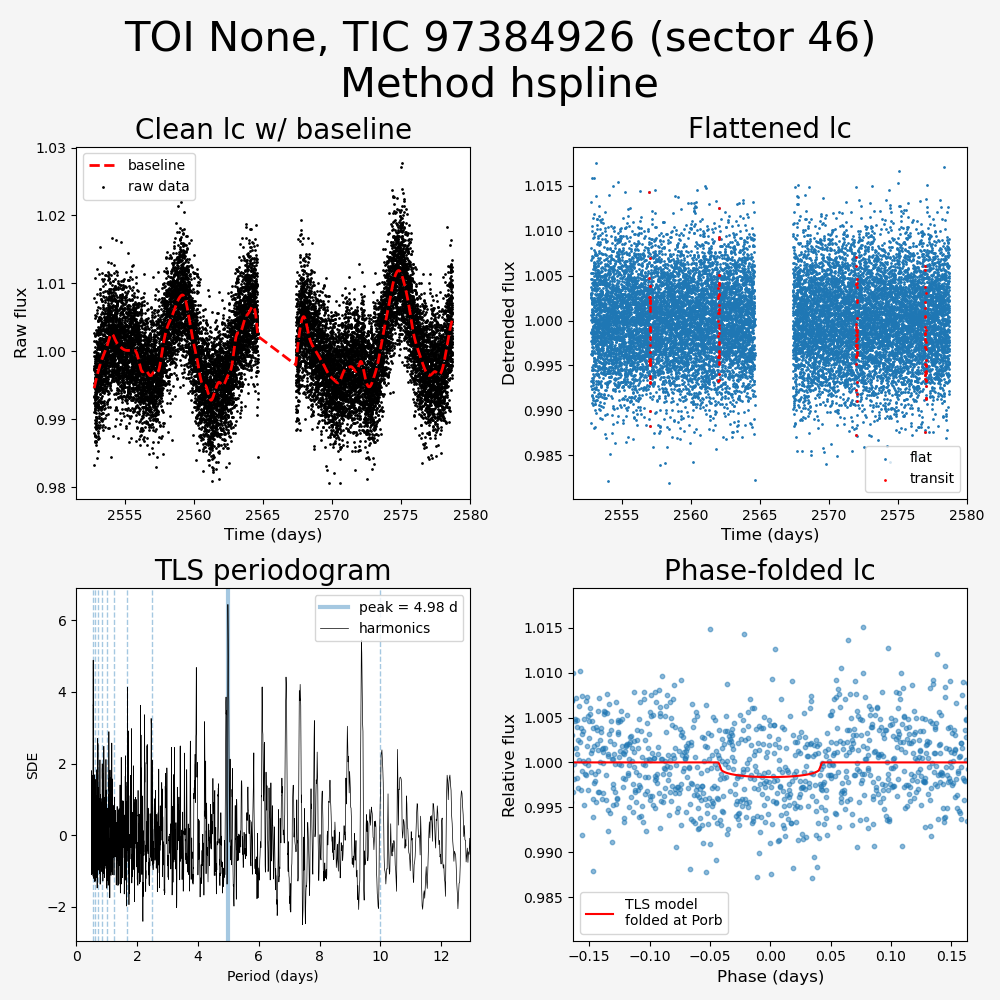 TOI None, TIC 97384926 (sector 46)
Method hspline
Clean lc w/ baseline
Flattened lc
1.03
1.02
1.01
1.00
0.99
0.98
Raw flux
baseline
raw data
2555
2560
2565
2570
2575
2580
Time (days)
1.015
1.010
1.005
1.000
0.995
0.990
0.985
Detrended flux
flat
transit
2555
2560
2565
2570
2575
2580
Time (days)
TLS periodogram
Phase-folded lc
6
4
2
0
−2
SDE
peak = 4.98 d
harmonics
0
2
4
6
8
10
12
Period (days)
1.015
1.010
1.005
1.000
0.995
0.990
0.985
Relative flux
TLS model
folded at Porb
−0.15
−0.10
−0.05
0.00
0.05
0.10
0.15
Phase (days)